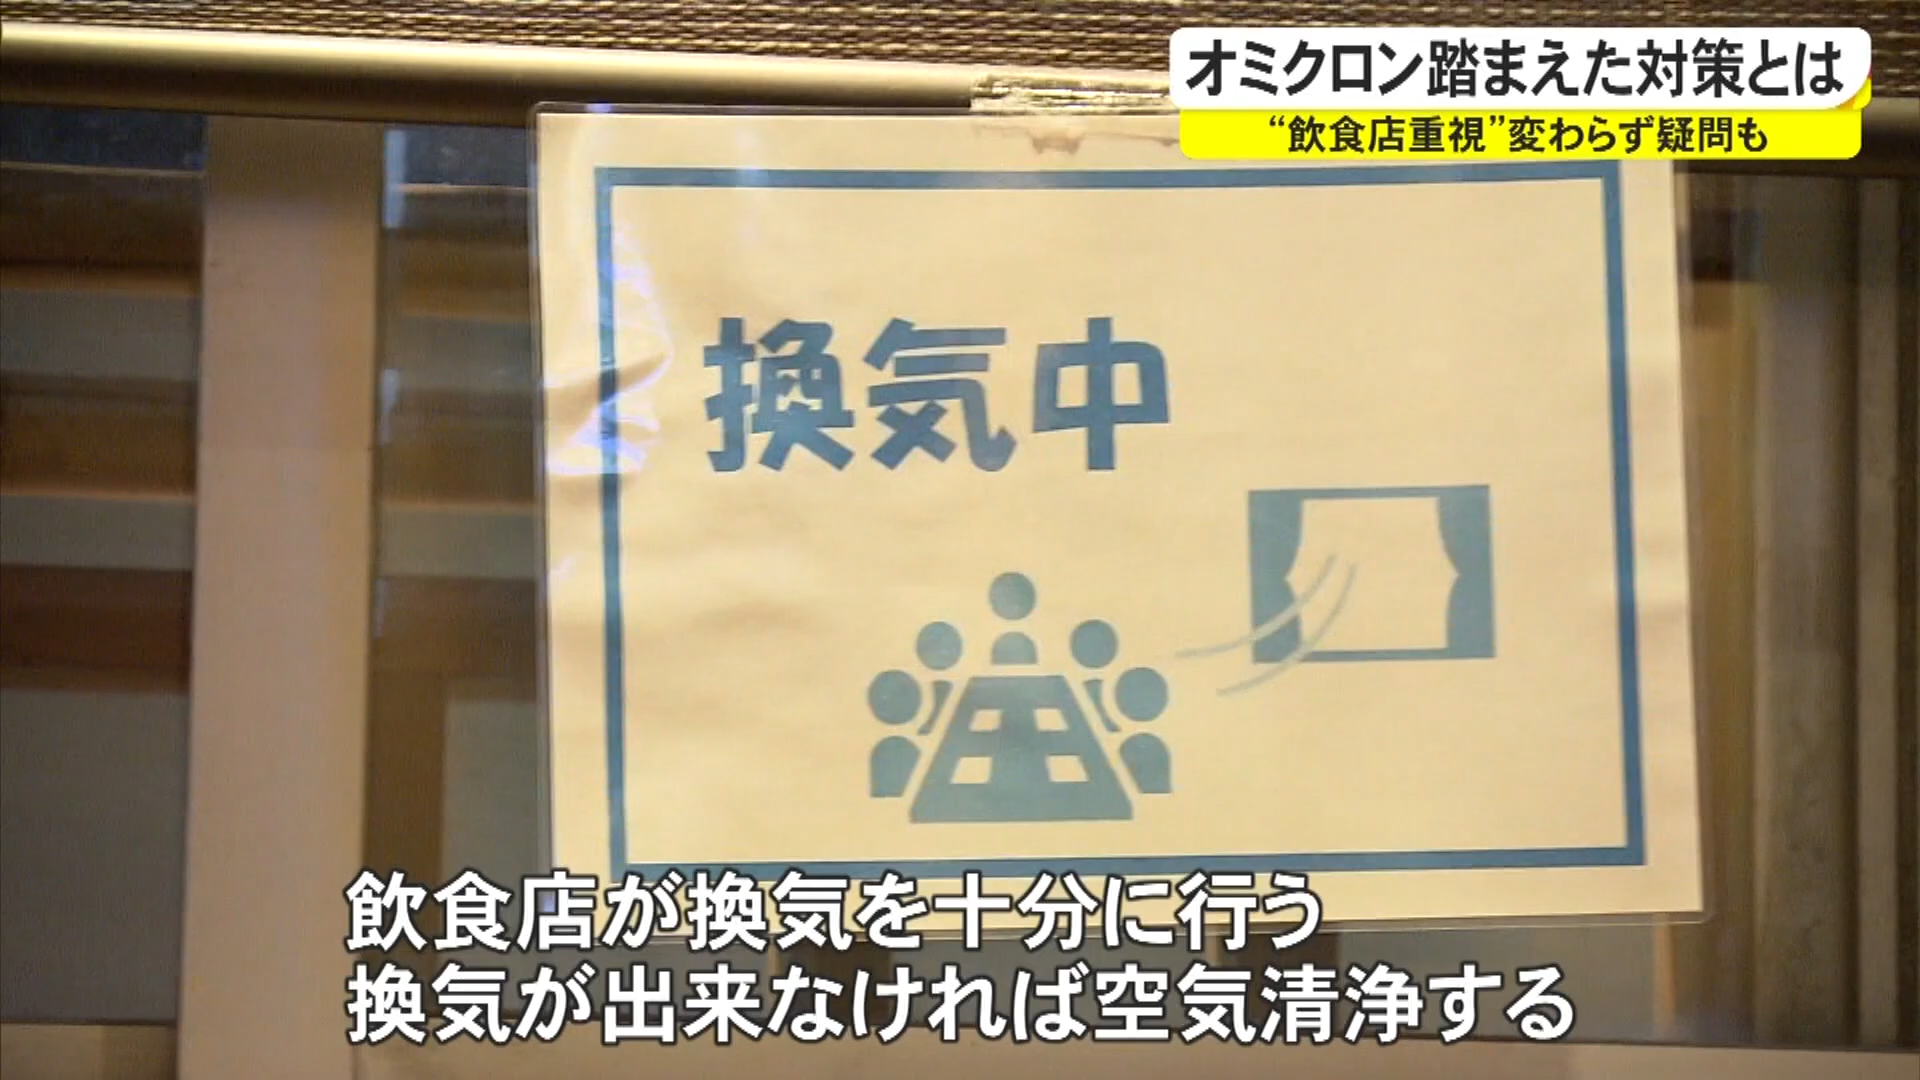 オミクロン踏まえた対策とは
“飲食店重視”変わらず疑問も
換気中
飲食店が換気を十分に行う
換気が出来なければ空気清浄する